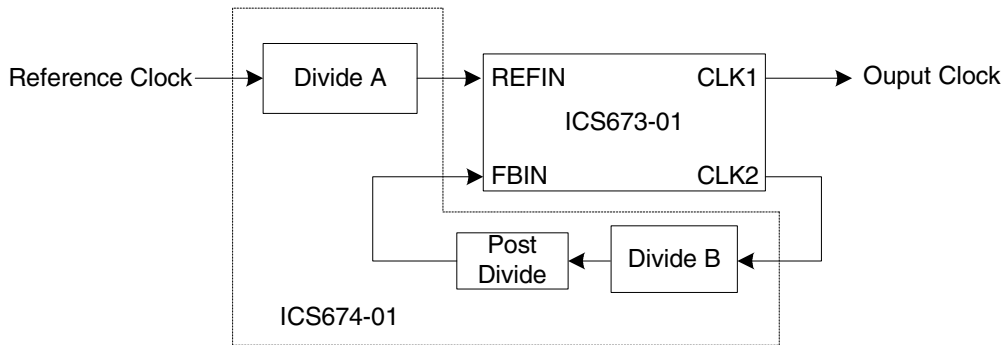 Reference Clock
Divide A
REFIN
CLK1
Ouput Clock
ICS673-01
FBIN
CLK2
Post
Divide
Divide B
ICS674-01